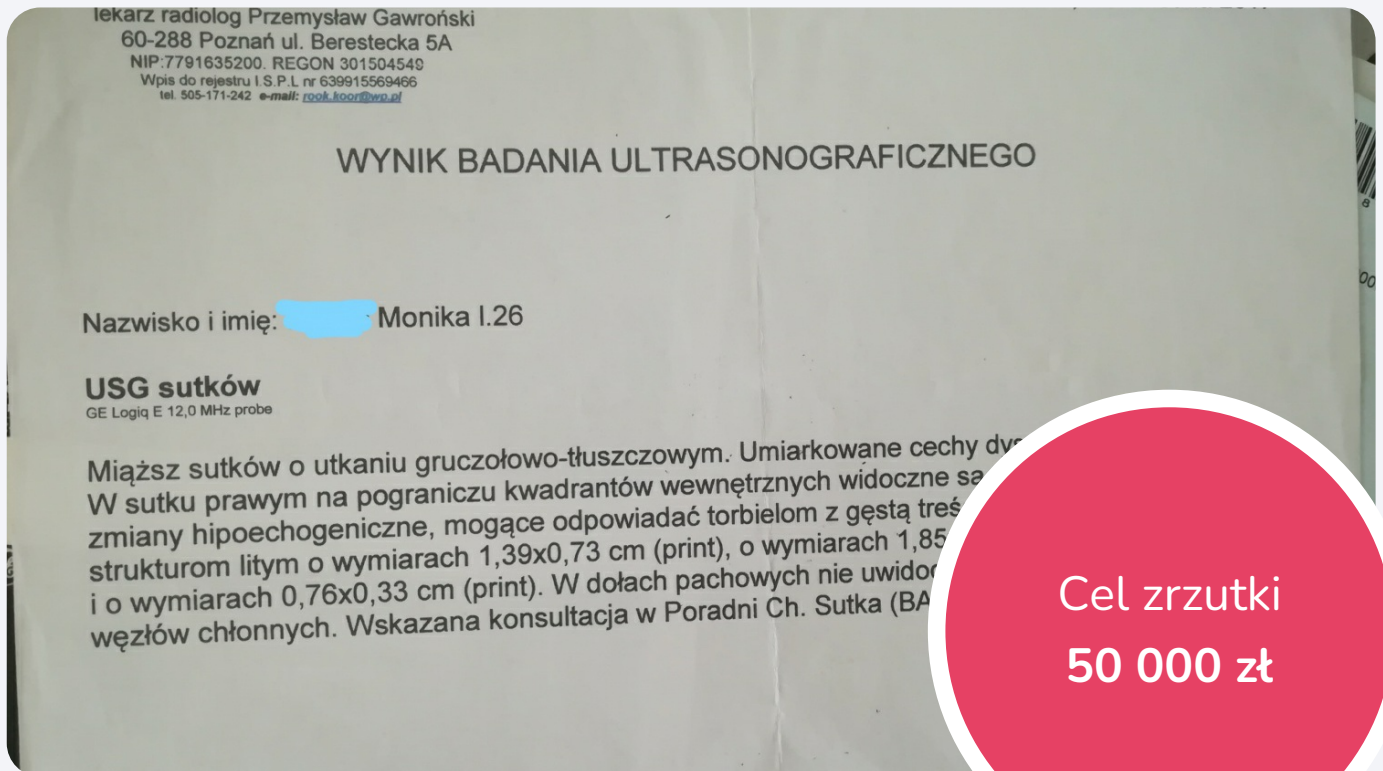 lekarz radiolog Przemysław Gawroński
60-288 Poznań ul. Berestecka 5A
NIP:7791635200. REGON 301504549
Wpis do rejestru I.S.P.L nr 639915569466
tel. 505-171-242 e-mail: rook.koor@wp.pl
WYNIK BADANIA ULTRASONOGRAFICZNEGO
Nazwisko i imię: Monika l.26
USG sutków
GE Logiq E 12,0 MHz probe
Miąższ sutków o utkaniu gruczołowo-tłuszczowym. Umiarkowane cechy
W sutku prawym na pograniczu kwadrantów wewnętrznych widoczne
zmiany hipoechogeniczne, mogące odpowiadać torbielom z gęstą
strukturom litym o wymiarach 1,39x0,73 cm (print), o wymiarach 1,85
i o wymiarach 0,76x0,33 cm (print). W dołach pachowych nie
węzłów chłonnych. Wskazana konsultacja w Poradni Ch. Sutka (BA
Cel zrzutki
50 000 zł